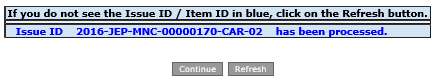 If you do not see the Issue ID / Item ID in blue, click on the Refresh button.
Issue ID 2016-JEP-MNC-00000170-CAR-02 has been processed.
Continue Refresh